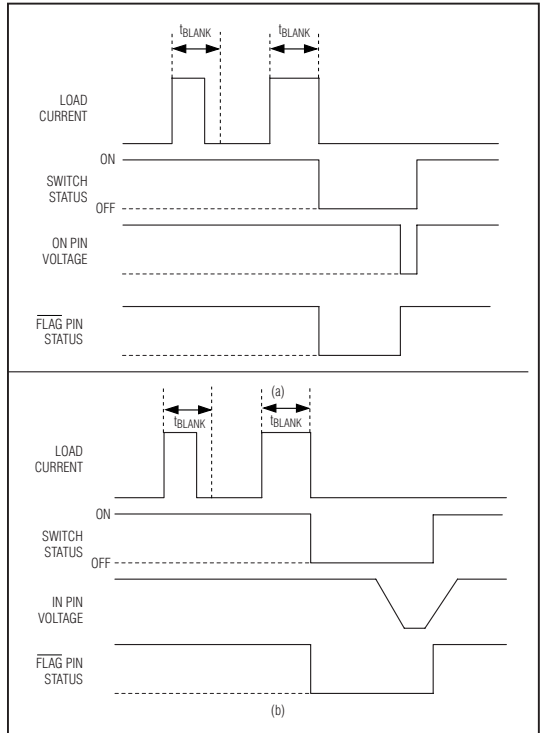 tBLANK tBLANK
LOAD
CURRENT
ON
SWITCH
STATUS
OFF
ON PIN
VOLTAGE
FLAG PIN
STATUS
(a)
tBLANK tBLANK
LOAD
CURRENT
ON
SWITCH
STATUS
OFF
IN PIN
VOLTAGE
FLAG PIN
STATUS
(b)